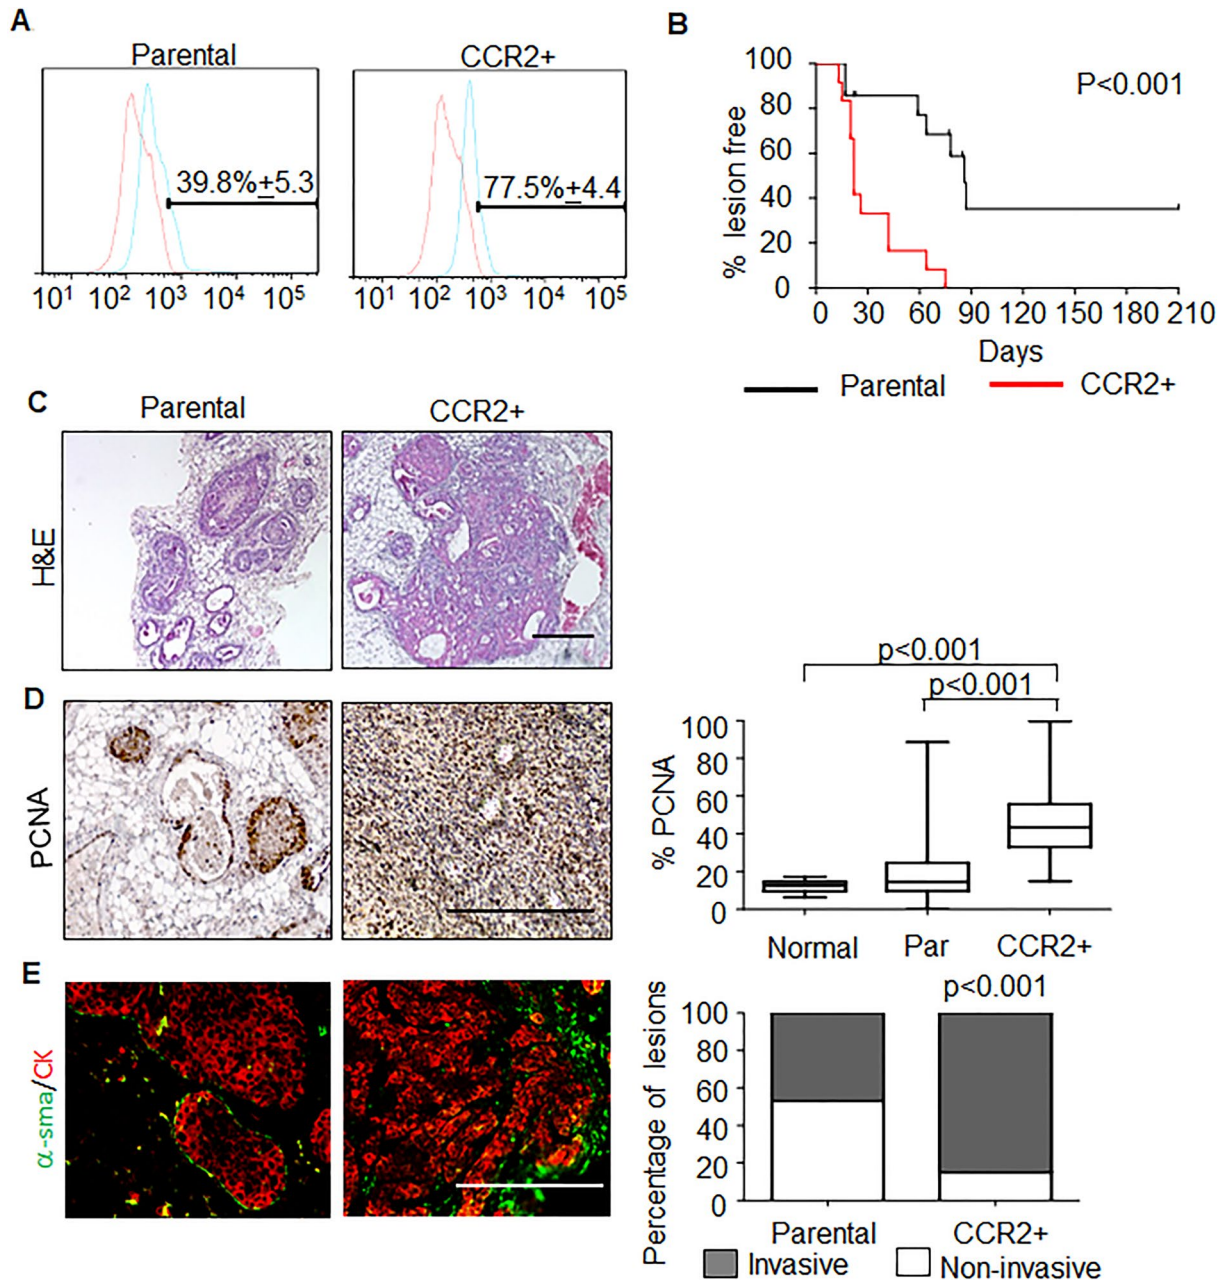 A
Parental
CCR2+
39.8%±5.3
77.5%±4.4
10¹ 10² 10³ 10⁴ 10⁵
10¹ 10² 10³ 10⁴ 10⁵
B
% lesion free
100
80
60
40
20
0
P<0.001
0 30 60 90 120 150 180 210
Days
Parental
CCR2+
C
Parental
CCR2+
H&E
D
PCNA
p<0.001
p<0.001
% PCNA
100
80
60
40
20
0
Normal Par CCR2+
E
α-sma/CK
p<0.001
Percentage of lesions
100
80
60
40
20
0
Parental CCR2+
Invasive
Non-invasive